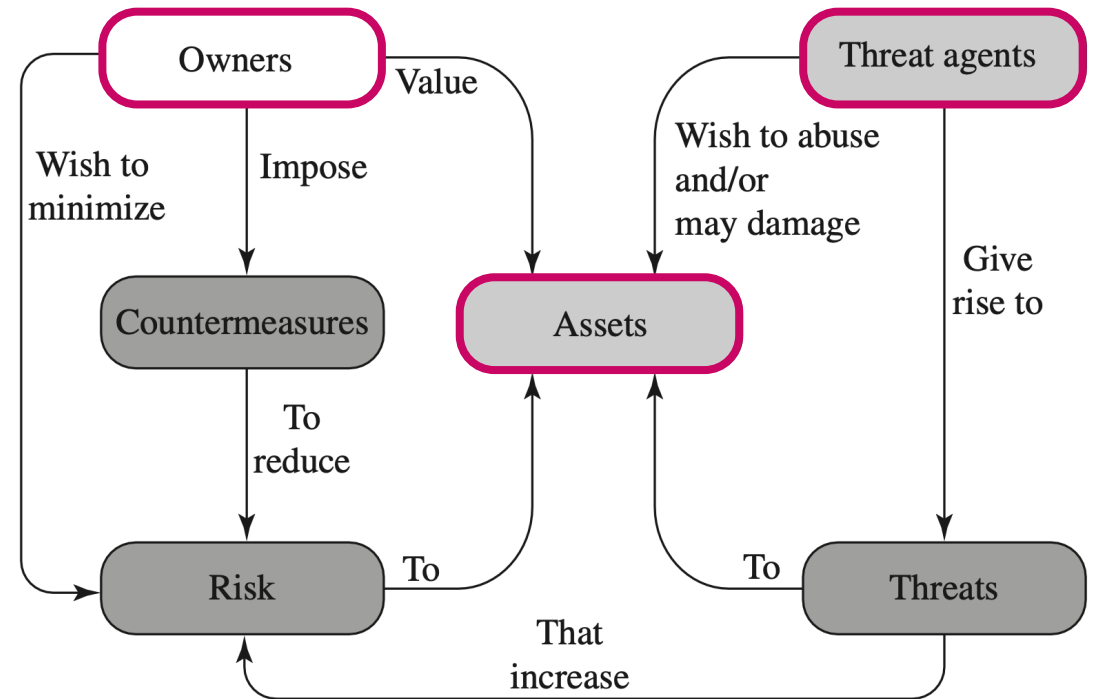 Owners
Value
Threat agents
Wish to
minimize
Impose
Wish to abuse
and/or
may damage
Give
rise to
Countermeasures
Assets
To
reduce
Risk
To
To
Threats
That
increase